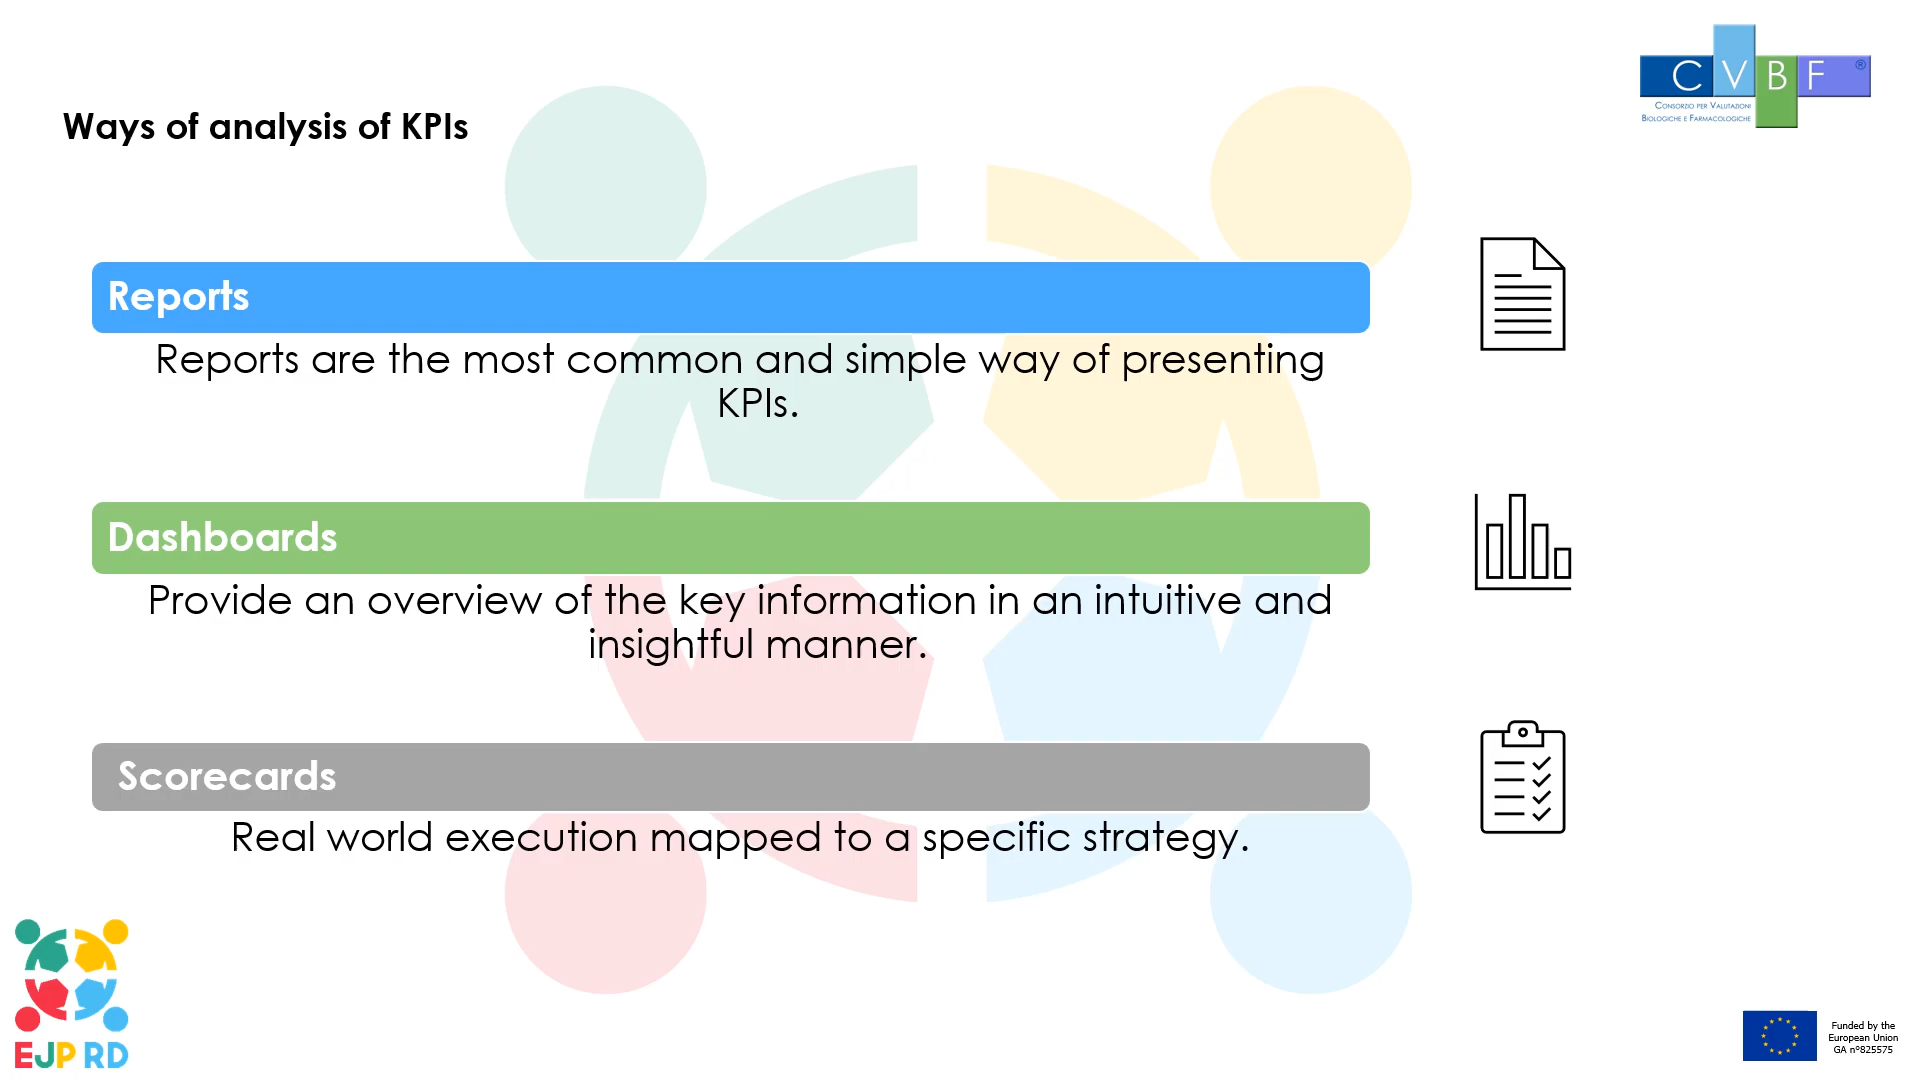 C V B F ®
CONSORZIO PER VALUTAZIONI
BIOLOGICHE E FARMACOLOGICHE
Ways of analysis of KPIs
Reports
Reports are the most common and simple way of presenting
KPIs.
Dashboards
Provide an overview of the key information in an intuitive and
insightful manner.
Scorecards
Real world execution mapped to a specific strategy.
EJP RD
Funded by the
European Union
GA n°825575